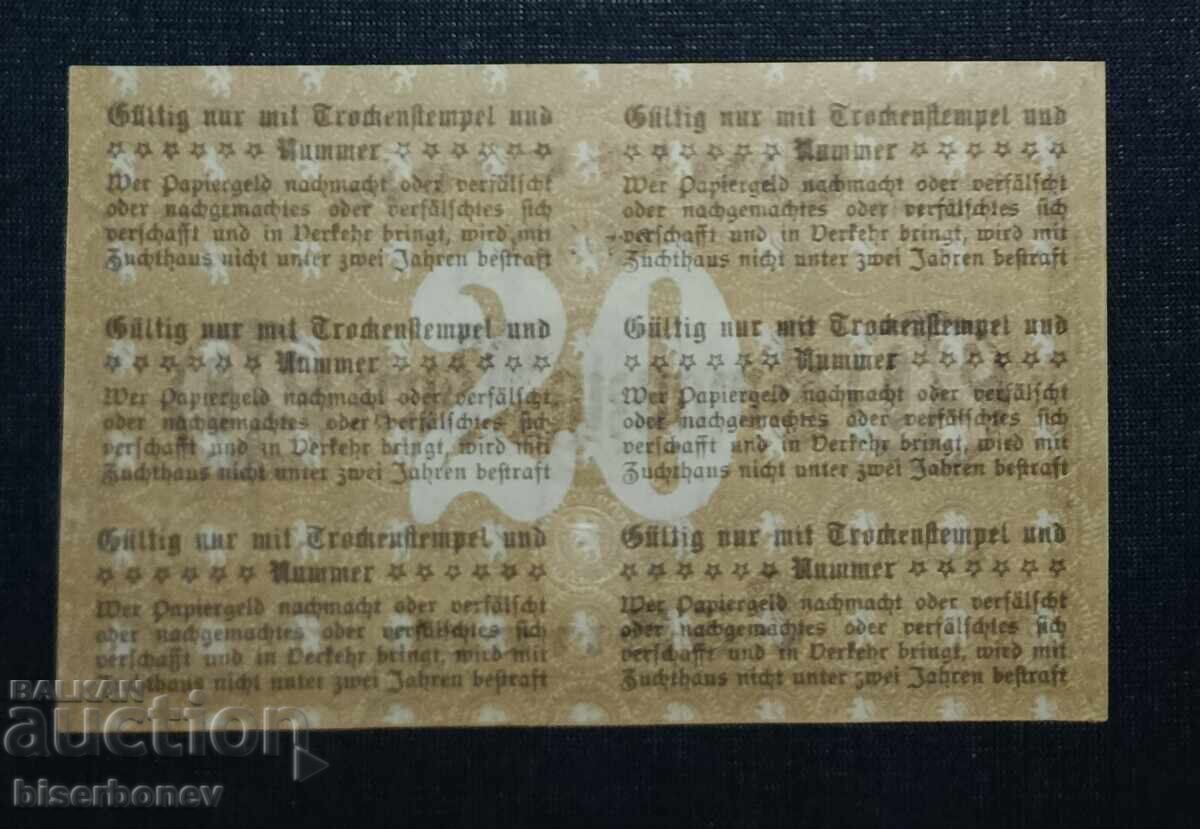 Gültig nur mit Trockenstempel und
☆☆☆☆☆☆ Nummer ☆☆☆☆☆☆
Wer Papiergeld nachmacht oder verfälscht
oder nachgemachtes oder verfälschtes sich
verschafft und in Verkehr bringt, wird mit
Zuchthaus nicht unter zwei Jahren bestraft
Gültig nur mit Trockenstempel und
☆☆☆☆☆☆ Nummer ☆☆☆☆☆☆
Wer Papiergeld nachmacht oder verfälscht
oder nachgemachtes oder verfälschtes sich
verschafft und in Verkehr bringt, wird mit
Zuchthaus nicht unter zwei Jahren bestraft
20
Gültig nur mit Trockenstempel und
☆☆☆☆☆☆ Nummer ☆☆☆☆☆☆
Wer Papiergeld nachmacht oder verfälscht
oder nachgemachtes oder verfälschtes sich
verschafft und in Verkehr bringt, wird mit
Zuchthaus nicht unter zwei Jahren bestraft
Gültig nur mit Trockenstempel und
☆☆☆☆☆☆ Nummer ☆☆☆☆☆☆
Wer Papiergeld nachmacht oder verfälscht
oder nachgemachtes oder verfälschtes sich
verschafft und in Verkehr bringt, wird mit
Zuchthaus nicht unter zwei Jahren bestraft
Gültig nur mit Trockenstempel und
☆☆☆☆☆☆ Nummer ☆☆☆☆☆☆
Wer Papiergeld nachmacht oder verfälscht
oder nachgemachtes oder verfälschtes sich
verschafft und in Verkehr bringt, wird mit
Zuchthaus nicht unter zwei Jahren bestraft
Gültig nur mit Trockenstempel und
☆☆☆☆☆☆ Nummer ☆☆☆☆☆☆
Wer Papiergeld nachmacht oder verfälscht
oder nachgemachtes oder verfälschtes sich
verschafft und in Verkehr bringt, wird mit
Zuchthaus nicht unter zwei Jahren bestraft
BALKAN
auction
biserbonev